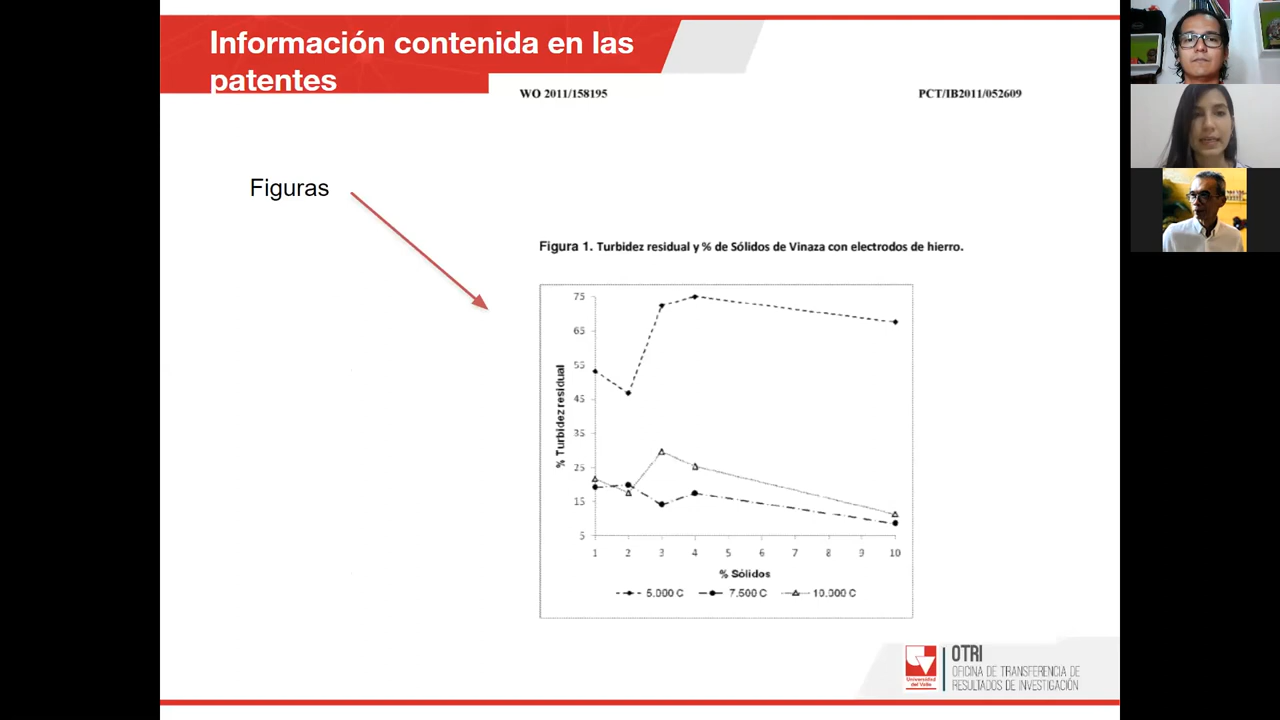 Información contenida en las
patentes
WO 2011/158195
PCT/IB2011/052609
Figuras
Figura 1. Turbidez residual y % de Sólidos de Vinaza con electrodos de hierro.
75
65
55
45
35
25
15
5
% Turbidez residual
1 2 3 4 5 6 7 8 9 10
% Sólidos
5.000 C 7.500 C 10.000 C
Universidad
del Valle
OTRI
OFICINA DE TRANSFERENCIA DE
RESULTADOS DE INVESTIGACIÓN